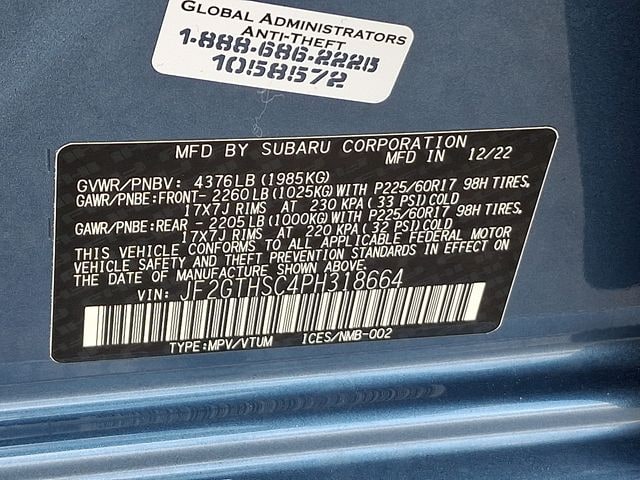 GLOBAL ADMINISTRATORS
ANTI-THEFT
1-888-686-2225
1058572
MFD BY SUBARU CORPORATION
MFD IN 12/22
GVWR/PNBV: 4376LB (1985KG)
GAWR/PNBE:FRONT- 2260LB (1025KG) WITH P225/60R17 98H TIRES,
17X7J RIMS AT 230 KPA (33 PSI) COLD
GAWR/PNBE:REAR - 2205LB (1000KG) WITH P225/60R17 98H TIRES,
17X7J RIMS AT 220 KPA (32 PSI) COLD
THIS VEHICLE CONFORMS TO ALL APPLICABLE FEDERAL MOTOR
VEHICLE SAFETY AND THEFT PREVENTION STANDARDS IN EFFECT ON
THE DATE OF MANUFACTURE SHOWN ABOVE.
VIN: JF2GTHSC4PH318664
TYPE:MPV/VTUM ICES/NMB-002